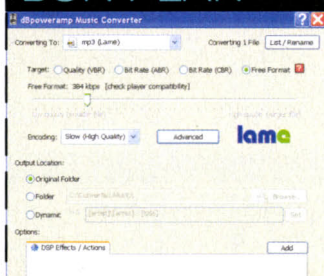 dBpoweramp Music Converter
Converting To: mp3 (Lame) Converting 1 File List / Rename
Target: Quality (VBR) Bit Rate (ABR) Bit Rate (CBR) Free Format
Free Format: 384 kbps [check player compatibility]
Encoding: Slow (High Quality) Advanced lame
Output Location:
Original Folder
Folder Browse
Dynamic Set
Options:
DSP Effects / Actions Add